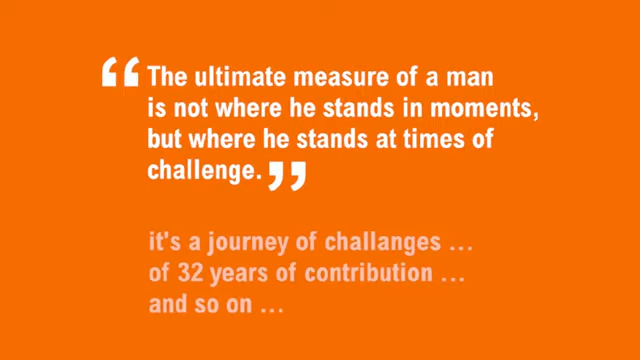 “ The ultimate measure of a man
is not where he stands in moments,
but where he stands at times of
challenge. ”
it's a journey of challanges ...
of 32 years of contribution ...
and so on ...